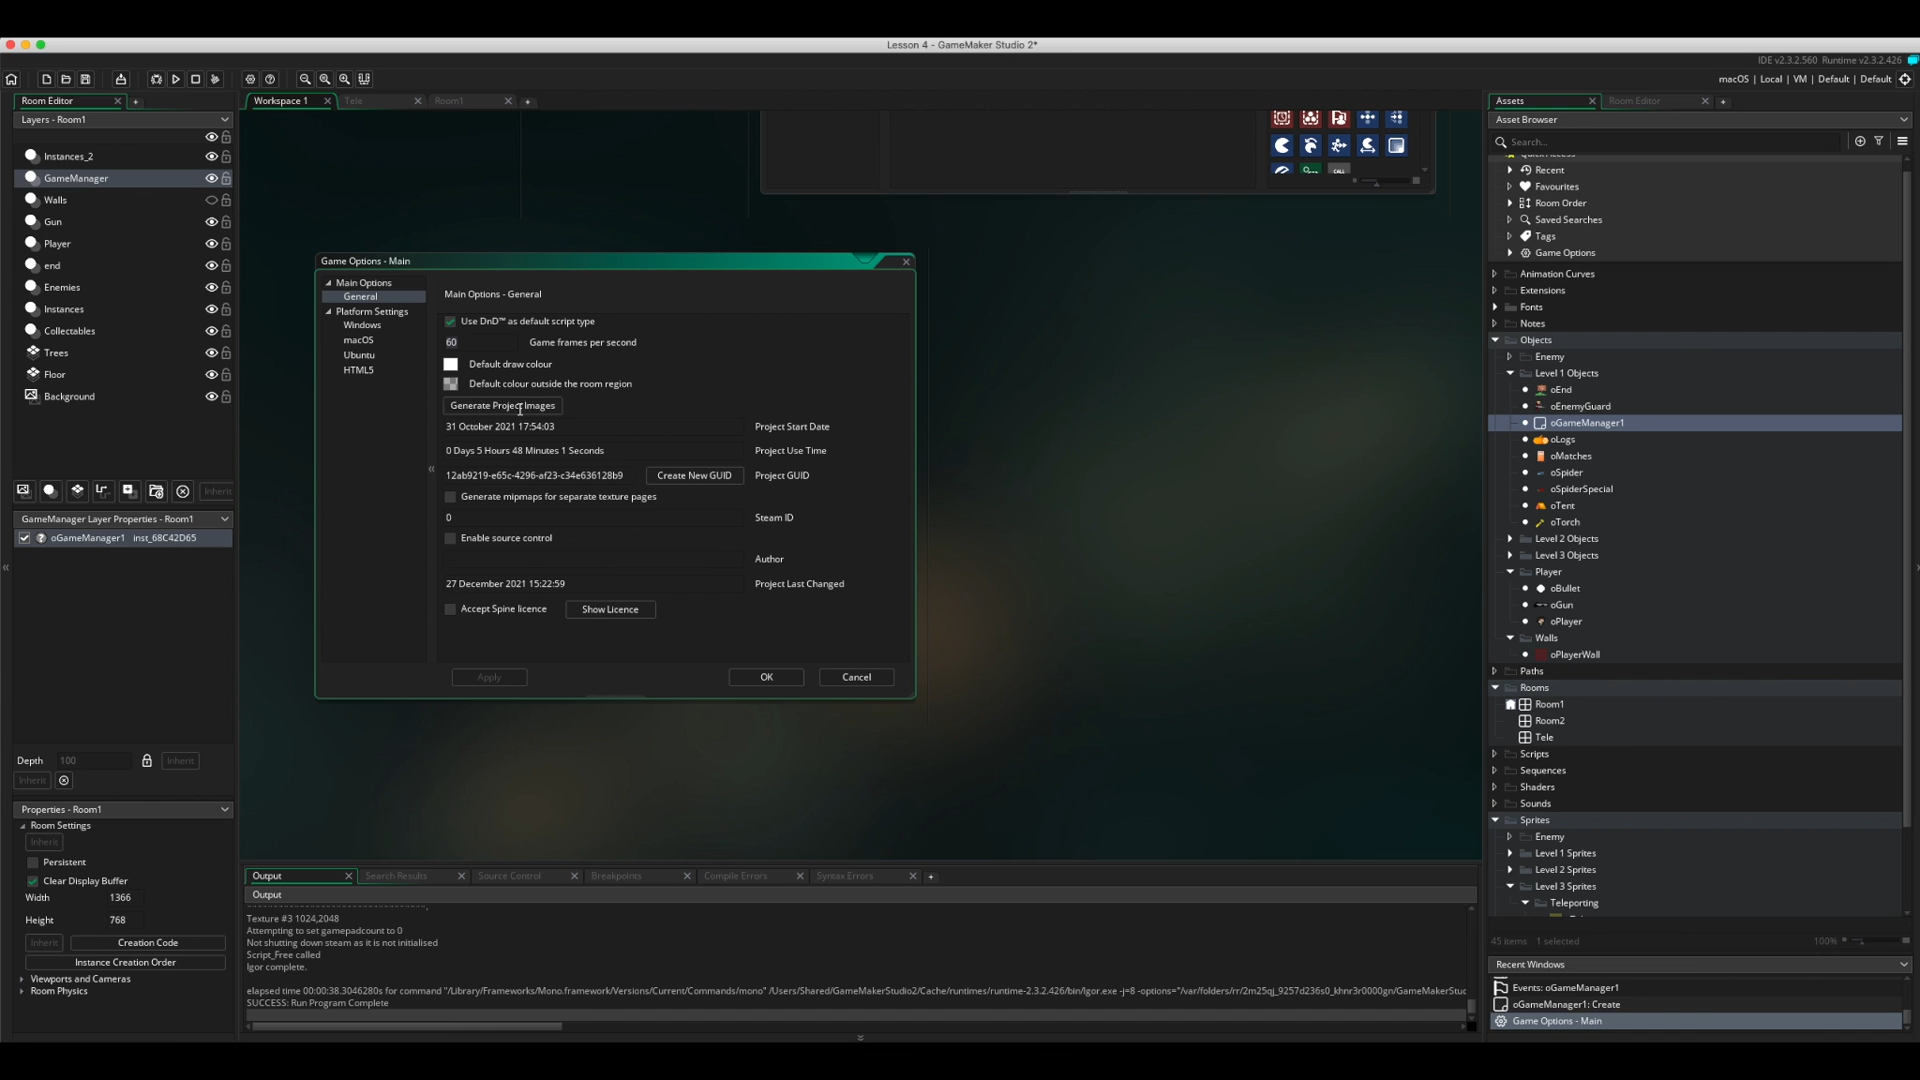 Lesson 4 - GameMaker Studio 2*
IDE v2.3.2.560 Runtime v2.3.2.426
macOS | Local | VM | Default | Default
Room Editor
Workspace 1
Tele
Room1
Assets
Room Editor
Layers - Room1
Asset Browser
Search...
Instances_2
GameManager
Walls
Gun
Player
end
Enemies
Instances
Collectables
Trees
Floor
Background
Inherit
GameManager Layer Properties - Room1
oGameManager1 inst_68C42D65
Depth 100 Inherit
Inherit
Properties - Room1
Room Settings
Inherit
Persistent
Clear Display Buffer
Width 1366
Height 768
Inherit Creation Code
Instance Creation Order
Viewports and Cameras
Room Physics
CALL
Game Options - Main
Main Options
General
Platform Settings
Windows
macOS
Ubuntu
HTML5
Main Options - General
Use DnD™ as default script type
60 Game frames per second
Default draw colour
Default colour outside the room region
Generate Project Images
31 October 2021 17:54:03 Project Start Date
0 Days 5 Hours 48 Minutes 1 Seconds Project Use Time
12ab9219-e65c-4296-af23-c34e636128b9 Create New GUID Project GUID
Generate mipmaps for separate texture pages
0 Steam ID
Enable source control
Author
27 December 2021 15:22:59 Project Last Changed
Accept Spine licence Show Licence
Apply OK Cancel
Output
Search Results
Source Control
Breakpoints
Compile Errors
Syntax Errors
Output
Texture #3 1024,2048
Attempting to set gamepadcount to 0
Not shutting down steam as it is not initialised
Script_Free called
Igor complete.
elapsed time 00:00:38.3046280s for command "/Library/Frameworks/Mono.framework/Versions/Current/Commands/mono" /Users/Shared/GameMakerStudio2/Cache/runtimes/runtime-2.3.2.426/bin/Igor.exe -j=8 -options="/var/folders/rr/2m25qj_9257d236s0_khnr3r0000gn/GameMakerStud
SUCCESS: Run Program Complete
Quick Access
Recent
Favourites
Room Order
Saved Searches
Tags
Game Options
Animation Curves
Extensions
Fonts
Notes
Objects
Enemy
Level 1 Objects
oEnd
oEnemyGuard
oGameManager1
oLogs
oMatches
oSpider
oSpiderSpecial
oTent
oTorch
Level 2 Objects
Level 3 Objects
Player
oBullet
oGun
oPlayer
Walls
oPlayerWall
Paths
Rooms
Room1
Room2
Tele
Scripts
Sequences
Shaders
Sounds
Sprites
Enemy
Level 1 Sprites
Level 2 Sprites
Level 3 Sprites
Teleporting
45 items 1 selected 100%
Recent Windows
Events: oGameManager1
oGameManager1: Create
Game Options - Main